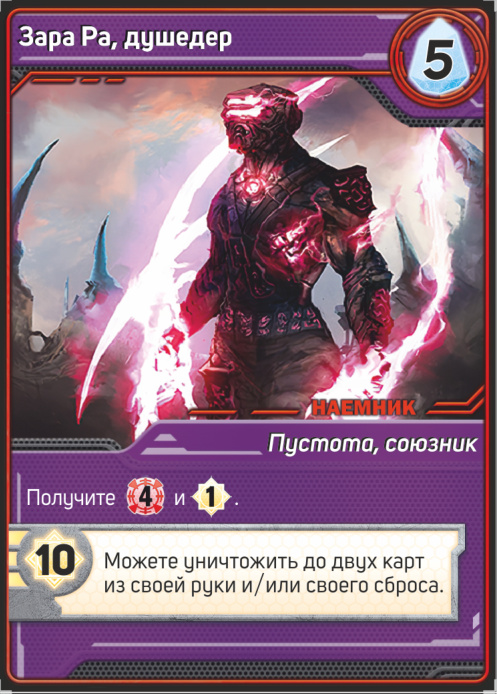 Зара Ра, душедер
5
НАЕМНИК
Пустота, союзник
Получите 4 и 1.
10
Можете уничтожить до двух карт
из своей руки и/или своего сброса.